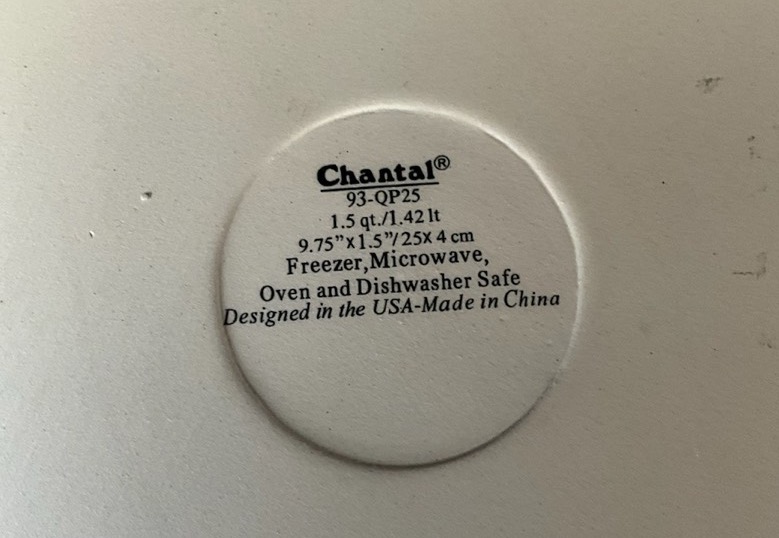 Chantal®
93-QP25
1.5 qt./1.42 lt
9.75”x1.5”/25x 4 cm
Freezer,Microwave,
Oven and Dishwasher Safe
Designed in the USA-Made in China